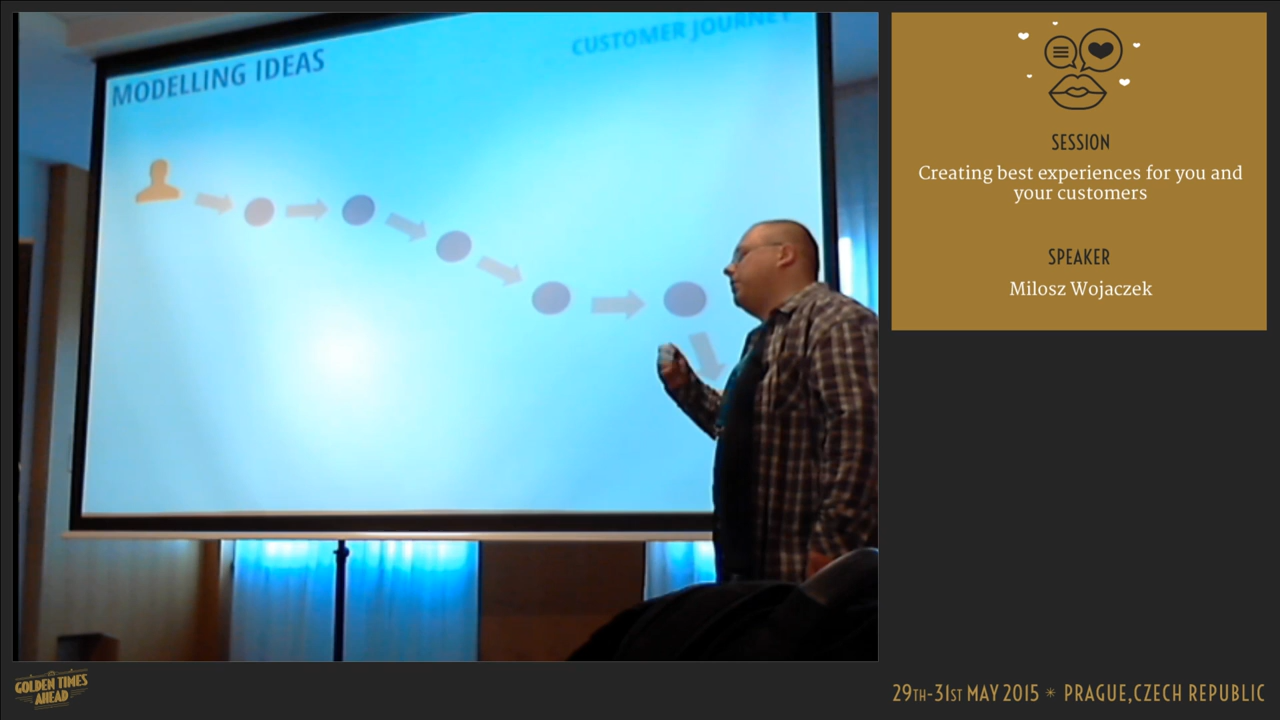 MODELLING IDEAS
CUSTOMER JOURNEY
SESSION
Creating best experiences for you and
your customers
SPEAKER
Milosz Wojaczek
GOLDEN TIMES
AHEAD
29TH-31ST MAY 2015 * PRAGUE,CZECH REPUBLIC